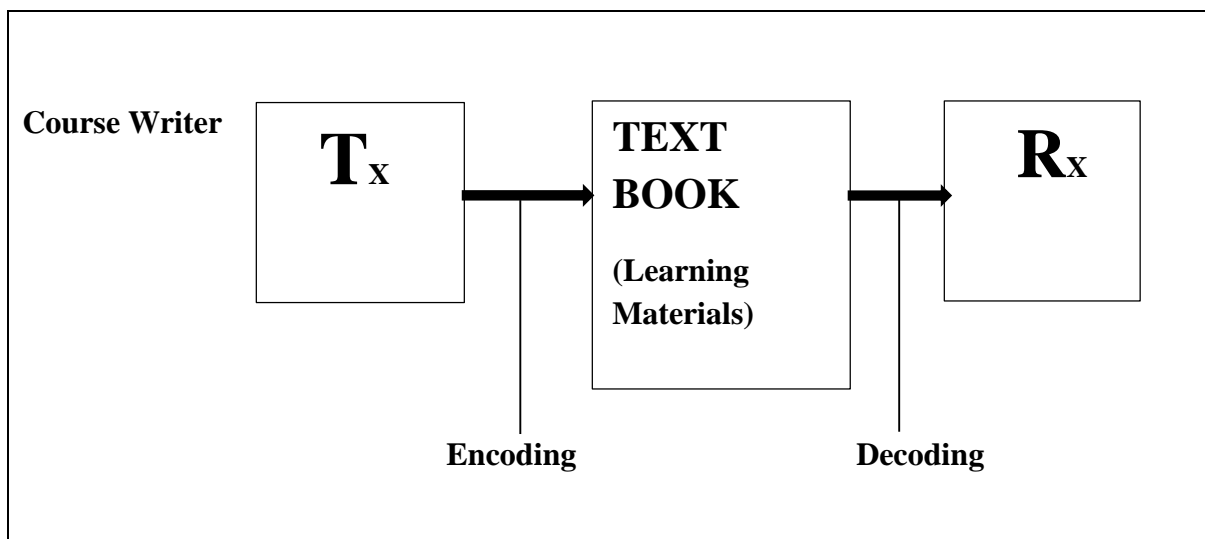 Course Writer
Tx
TEXT
BOOK
(Learning
Materials)
Rx
Encoding
Decoding